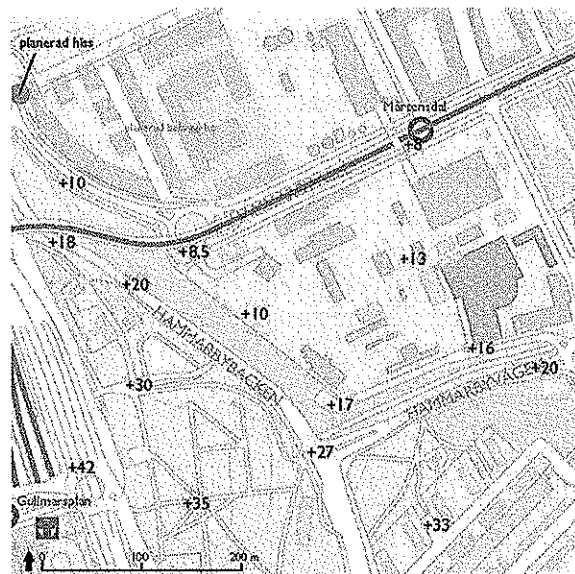 planerad hiss
Mårtensdal
+8
+10
+18
+8.5
+13
+20
+10
HAMMARBYBACKEN
+16
+20
+30
+17
HAMMARBYVÄGEN
+27
+42
Gullmarsplan
+35
+33
0 100 200 m